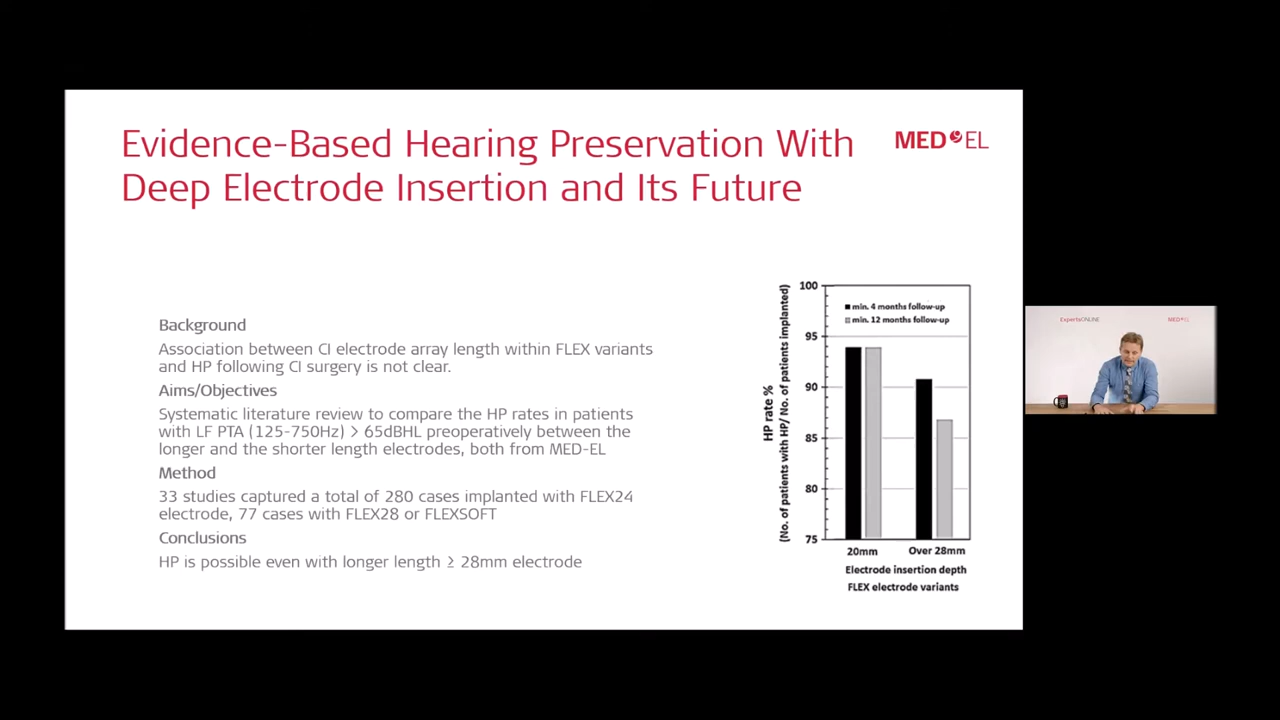 Evidence-Based Hearing Preservation With
Deep Electrode Insertion and Its Future
MED EL
Background
Association between CI electrode array length within FLEX variants
and HP following CI surgery is not clear.
Aims/Objectives
Systematic literature review to compare the HP rates in patients
with LF PTA (125-750Hz) > 65dBHL preoperatively between the
longer and the shorter length electrodes, both from MED-EL
Method
33 studies captured a total of 280 cases implanted with FLEX24
electrode, 77 cases with FLEX28 or FLEXSOFT
Conclusions
HP is possible even with longer length ≥ 28mm electrode
HP rate %
(No. of patients with HP/ No. of patients implanted)
100
95
90
85
80
75
min. 4 months follow-up
min. 12 months follow-up
20mm
Over 28mm
Electrode insertion depth
FLEX electrode variants
ExpertsONLINE
MED EL